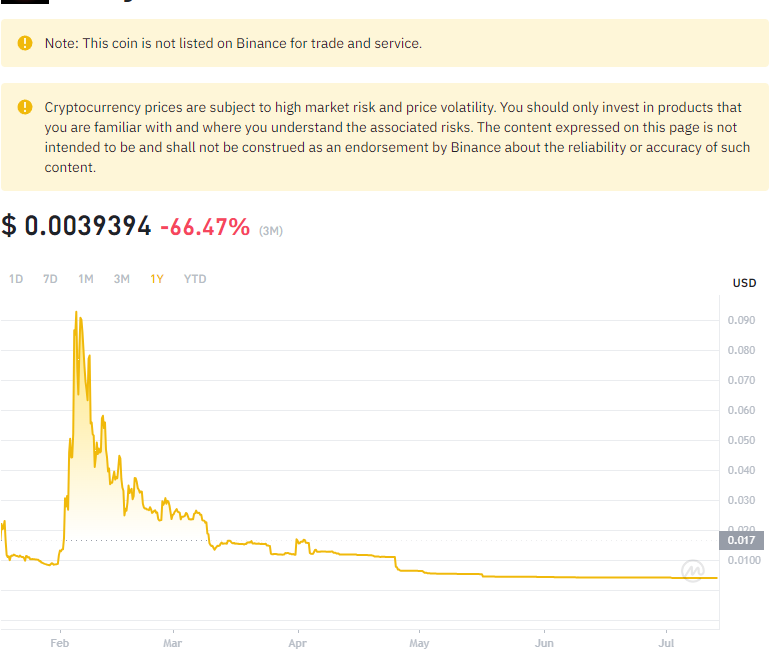 Note: This coin is not listed on Binance for trade and service.
Cryptocurrency prices are subject to high market risk and price volatility. You should only invest in products that
you are familiar with and where you understand the associated risks. The content expressed on this page is not
intended to be and shall not be construed as an endorsement by Binance about the reliability or accuracy of such
content.
$ 0.0039394 -66.47% (3M)
1D 7D 1M 3M 1Y YTD
USD
0.090
0.080
0.070
0.060
0.050
0.040
0.030
0.020
0.017
0.0100
Feb Mar Apr May Jun Jul